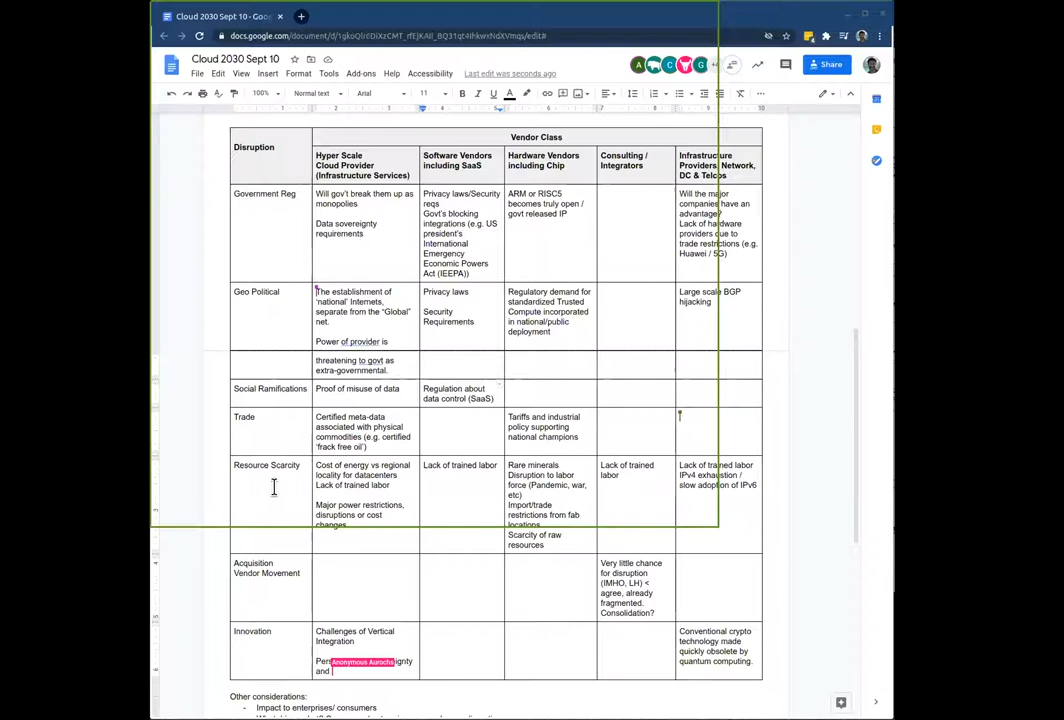 Cloud 2030 Sept 10 - Goo
Cloud 2030 Sept 10
File Edit View Insert Format Tools Add-ons Help Accessibility Last edit was seconds ago
A C G Share
100% Normal text Arial 11 B I U A
2 3 4 5 6 7 8 9 10
Disruption
Vendor Class
Hyper Scale
Cloud Provider
(Infrastructure Services)
Software Vendors
including SaaS
Hardware Vendors
including Chip
Consulting /
Integrators
Infrastructure
Providers, Network,
DC & Telcos
Government Reg
Will gov't break them up as
monopolies
Data sovereignty
requirements
Privacy laws/Security
reqs
Govt's blocking
integrations (e.g. US
president's
International
Emergency
Economic Powers
Act (IEEPA))
ARM or RISC5
becomes truly open /
govt released IP
Will the major
companies have an
advantage?
Lack of hardware
providers due to
trade restrictions (e.g.
Huawei / 5G)
Geo Political
The establishment of
'national' Internets,
separate from the "Global"
net.
Power of provider is
threatening to govt as
extra-governmental.
Privacy laws
Security
Requirements
Regulatory demand for
standardized Trusted
Compute incorporated
in national/public
deployment
Large scale BGP
hijacking
Social Ramifications
Proof of misuse of data
Regulation about
data control (SaaS)
Trade
Certified meta-data
associated with physical
commodities (e.g. certified
'frack free oil')
Tariffs and industrial
policy supporting
national champions
Resource Scarcity
Cost of energy vs regional
locality for datacenters
Lack of trained labor
Major power restrictions,
disruptions or cost
changes
Lack of trained labor
Rare minerals
Disruption to labor
force (Pandemic, war,
etc)
Import/trade
restrictions from fab
locations
Scarcity of raw
resources
Lack of trained
labor
Lack of trained labor
IPv4 exhaustion /
slow adoption of IPv6
Acquisition
Vendor Movement
Very little chance
for disruption
(IMHO, LH) <
agree, already
fragmented.
Consolidation?
Innovation
Challenges of Vertical
Integration
Anonymous Aurochs
and
Conventional crypto
technology made
quickly obsolete by
quantum computing.
Other considerations:
- Impact to enterprises/ consumers